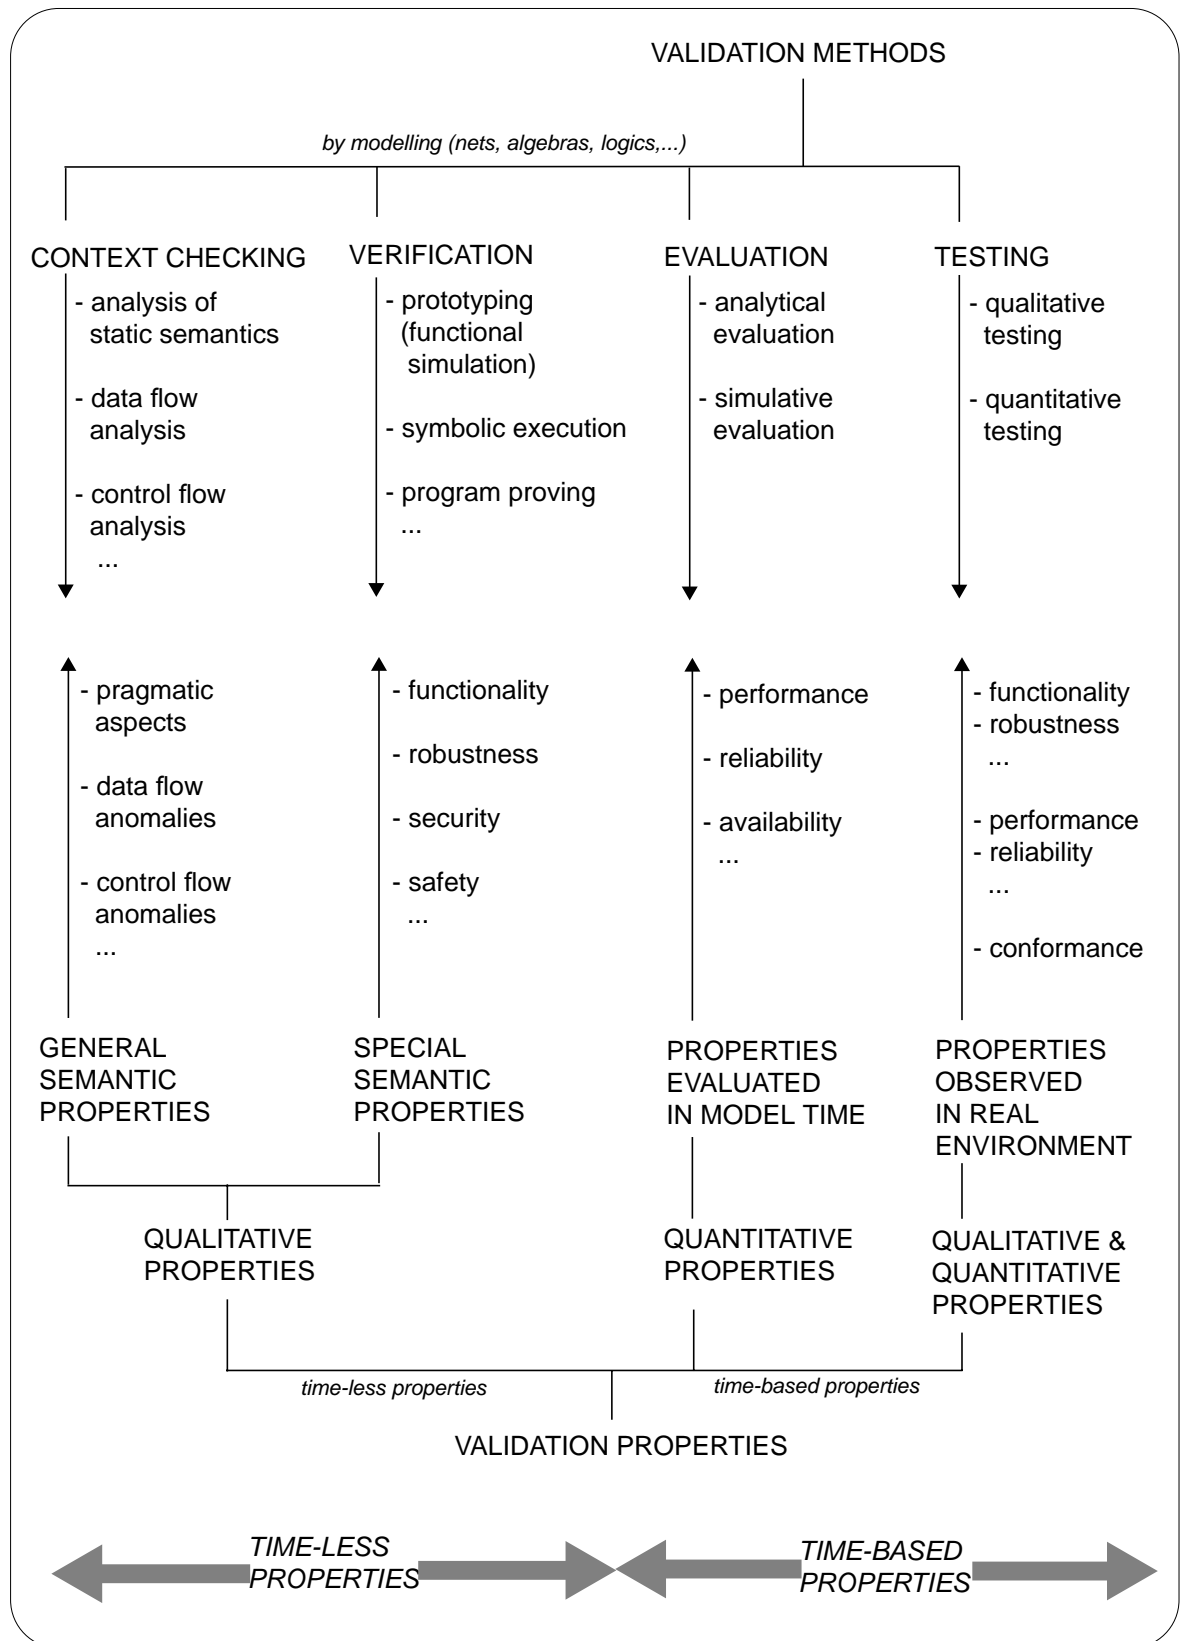 VALIDATION METHODS
by modelling (nets, algebras, logics,...)
CONTEXT CHECKING
- analysis of
static semantics
- data flow
analysis
- control flow
analysis
...
VERIFICATION
- prototyping
(functional
simulation)
- symbolic execution
- program proving
...
EVALUATION
- analytical
evaluation
- simulative
evaluation
TESTING
- qualitative
testing
- quantitative
testing
- pragmatic
aspects
- data flow
anomalies
- control flow
anomalies
...
GENERAL
SEMANTIC
PROPERTIES
- functionality
- robustness
- security
- safety
...
SPECIAL
SEMANTIC
PROPERTIES
- performance
- reliability
- availability
...
PROPERTIES
EVALUATED
IN MODEL TIME
- functionality
- robustness
...
- performance
- reliability
...
- conformance
PROPERTIES
OBSERVED
IN REAL
ENVIRONMENT
QUALITATIVE
PROPERTIES
QUANTITATIVE
PROPERTIES
QUALITATIVE &
QUANTITATIVE
PROPERTIES
time-less properties
time-based properties
VALIDATION PROPERTIES
TIME-LESS
PROPERTIES
TIME-BASED
PROPERTIES